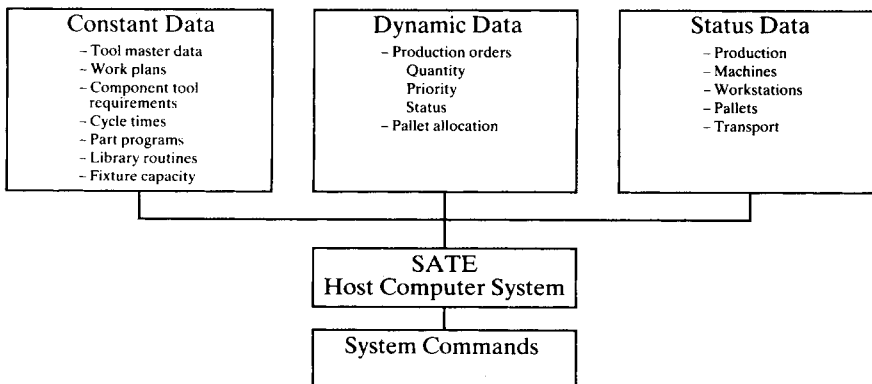 Constant Data
– Tool master data
– Work plans
– Component tool
requirements
– Cycle times
– Part programs
– Library routines
– Fixture capacity
Dynamic Data
– Production orders
Quantity
Priority
Status
– Pallet allocation
Status Data
– Production
– Machines
– Workstations
– Pallets
– Transport
SATE
Host Computer System
System Commands